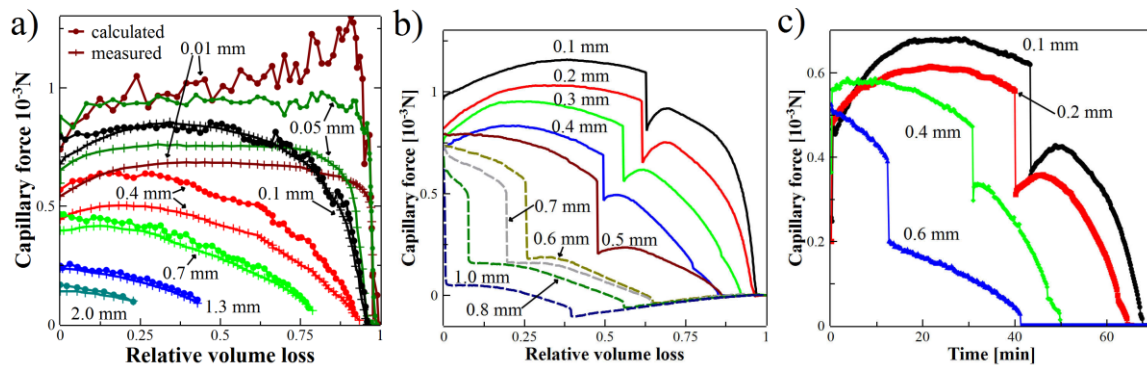 a)
calculated
measured
0.01 mm
0.05 mm
0.4 mm
0.1 mm
0.7 mm
1.3 mm
2.0 mm
Capillary force 10⁻³N
1
0.5
0
0
0.25
0.5
0.75
1
Relative volume loss
b)
0.1 mm
0.2 mm
0.3 mm
0.4 mm
0.7 mm
0.5 mm
0.6 mm
1.0 mm
0.8 mm
Capillary force [10⁻³N]
1
0.5
0
0
0.25
0.5
0.75
1
Relative volume loss
c)
0.1 mm
0.2 mm
0.4 mm
0.6 mm
Capillary force [10⁻³N]
0.6
0.4
0.2
0
0
20
40
60
Time [min]